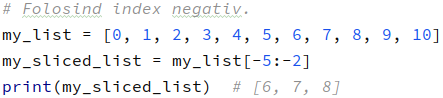 # Folosind index negativ.
my_list = [0, 1, 2, 3, 4, 5, 6, 7, 8, 9, 10]
my_sliced_list = my_list[-5:-2]
print(my_sliced_list)  # [6, 7, 8]